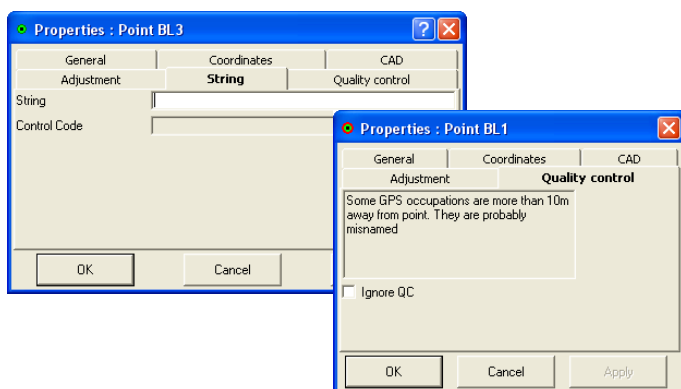 Properties : Point BL3
General Coordinates CAD
Adjustment String Quality control
String
Control Code
OK Cancel
Properties : Point BL1
General Coordinates CAD
Adjustment Quality control
Some GPS occupations are more than 10m
away from point. They are probably
misnamed
Ignore QC
OK Cancel Apply